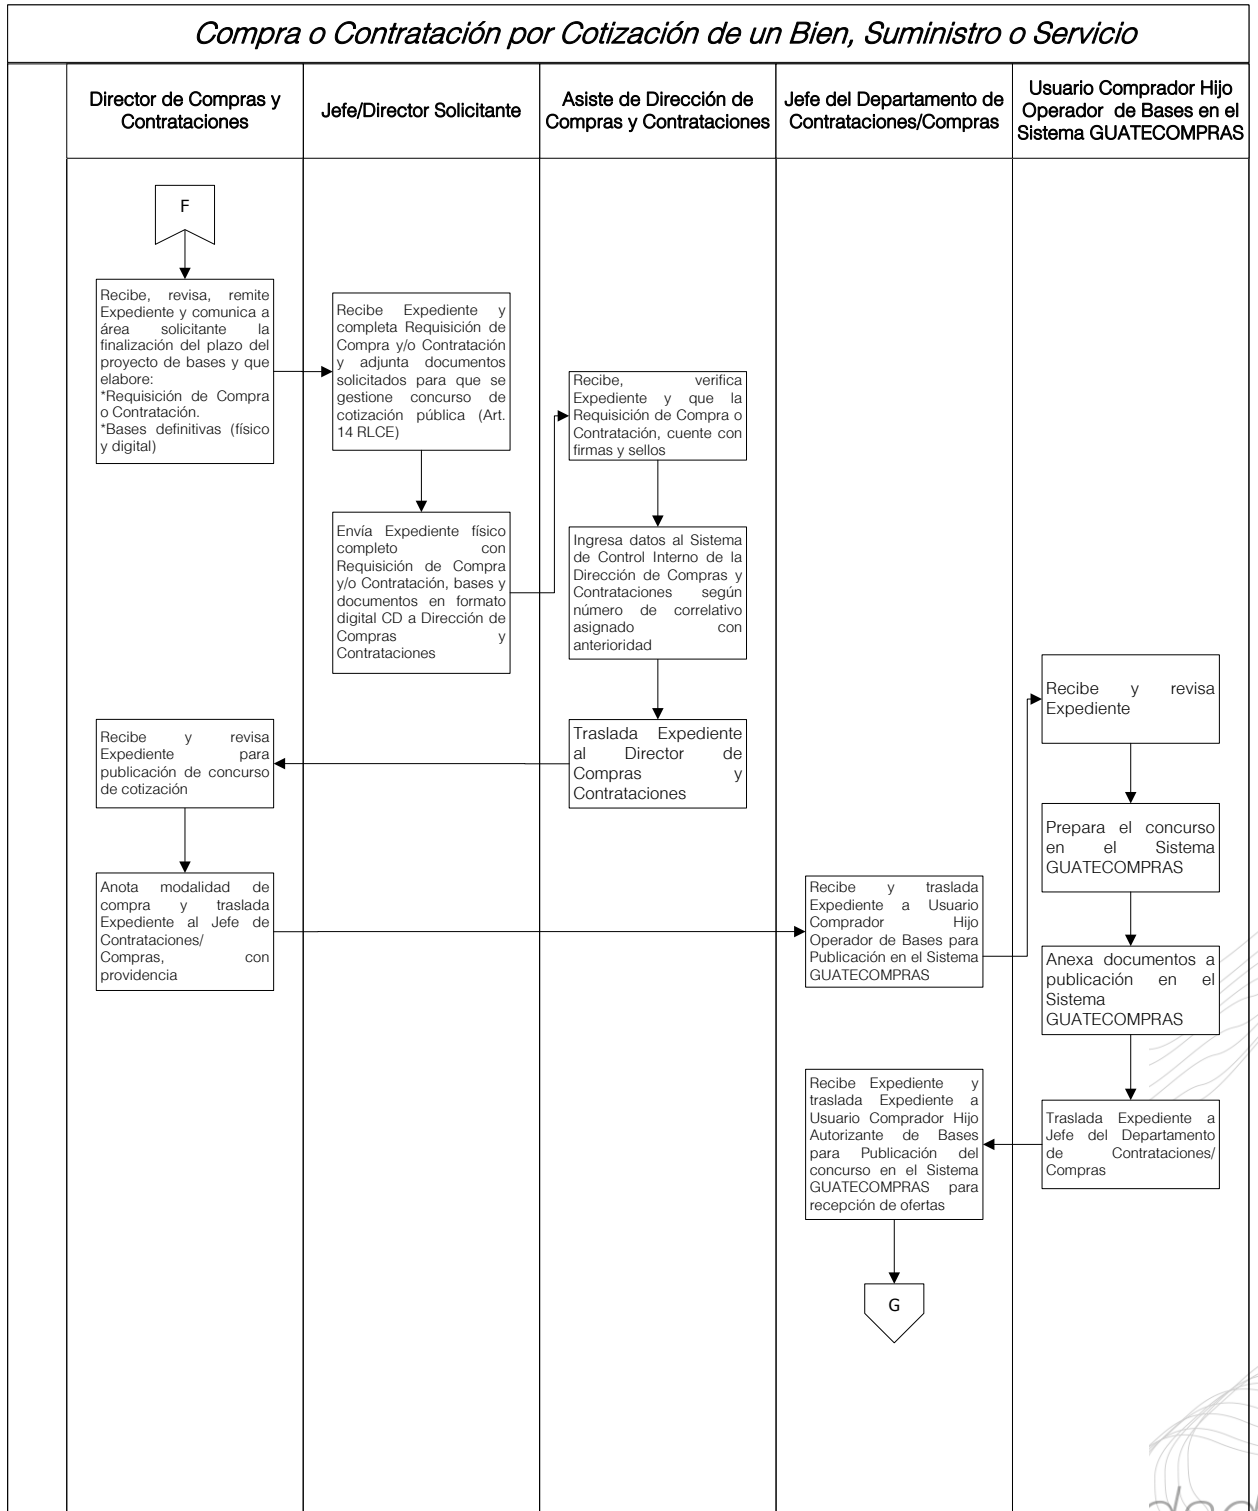 Compra o Contratación por Cotización de un Bien, Suministro o Servicio
Director de Compras y
Contrataciones
Jefe/Director Solicitante
Asiste de Dirección de
Compras y Contrataciones
Jefe del Departamento de
Contrataciones/Compras
Usuario Comprador Hijo
Operador de Bases en el
Sistema GUATECOMPRAS
F
Recibe, revisa, remite
Expediente y comunica a
área solicitante la
finalización del plazo del
proyecto de bases y que
elabore:
*Requisición de Compra
o Contratación.
*Bases definitivas (físico
y digital)
Recibe Expediente y
completa Requisición de
Compra y/o Contratación
y adjunta documentos
solicitados para que se
gestione concurso de
cotización pública (Art.
14 RLCE)
Envía Expediente físico
completo con
Requisición de Compra
y/o Contratación, bases y
documentos en formato
digital CD a Dirección de
Compras y
Contrataciones
Recibe, verifica
Expediente y que la
Requisición de Compra o
Contratación, cuente con
firmas y sellos
Ingresa datos al Sistema
de Control Interno de la
Dirección de Compras y
Contrataciones según
número de correlativo
asignado con
anterioridad
Traslada Expediente
al Director de
Compras y
Contrataciones
Recibe y revisa
Expediente para
publicación de concurso
de cotización
Anota modalidad de
compra y traslada
Expediente al Jefe de
Contrataciones/
Compras, con
providencia
Recibe y traslada
Expediente a Usuario
Comprador Hijo
Operador de Bases para
Publicación en el Sistema
GUATECOMPRAS
Recibe y revisa
Expediente
Prepara el concurso
en el Sistema
GUATECOMPRAS
Anexa documentos a
publicación en el
Sistema
GUATECOMPRAS
Traslada Expediente a
Jefe del Departamento
de Contrataciones/
Compras
Recibe Expediente y
traslada Expediente a
Usuario Comprador Hijo
Autorizante de Bases
para Publicación del
concurso en el Sistema
GUATECOMPRAS para
recepción de ofertas
G